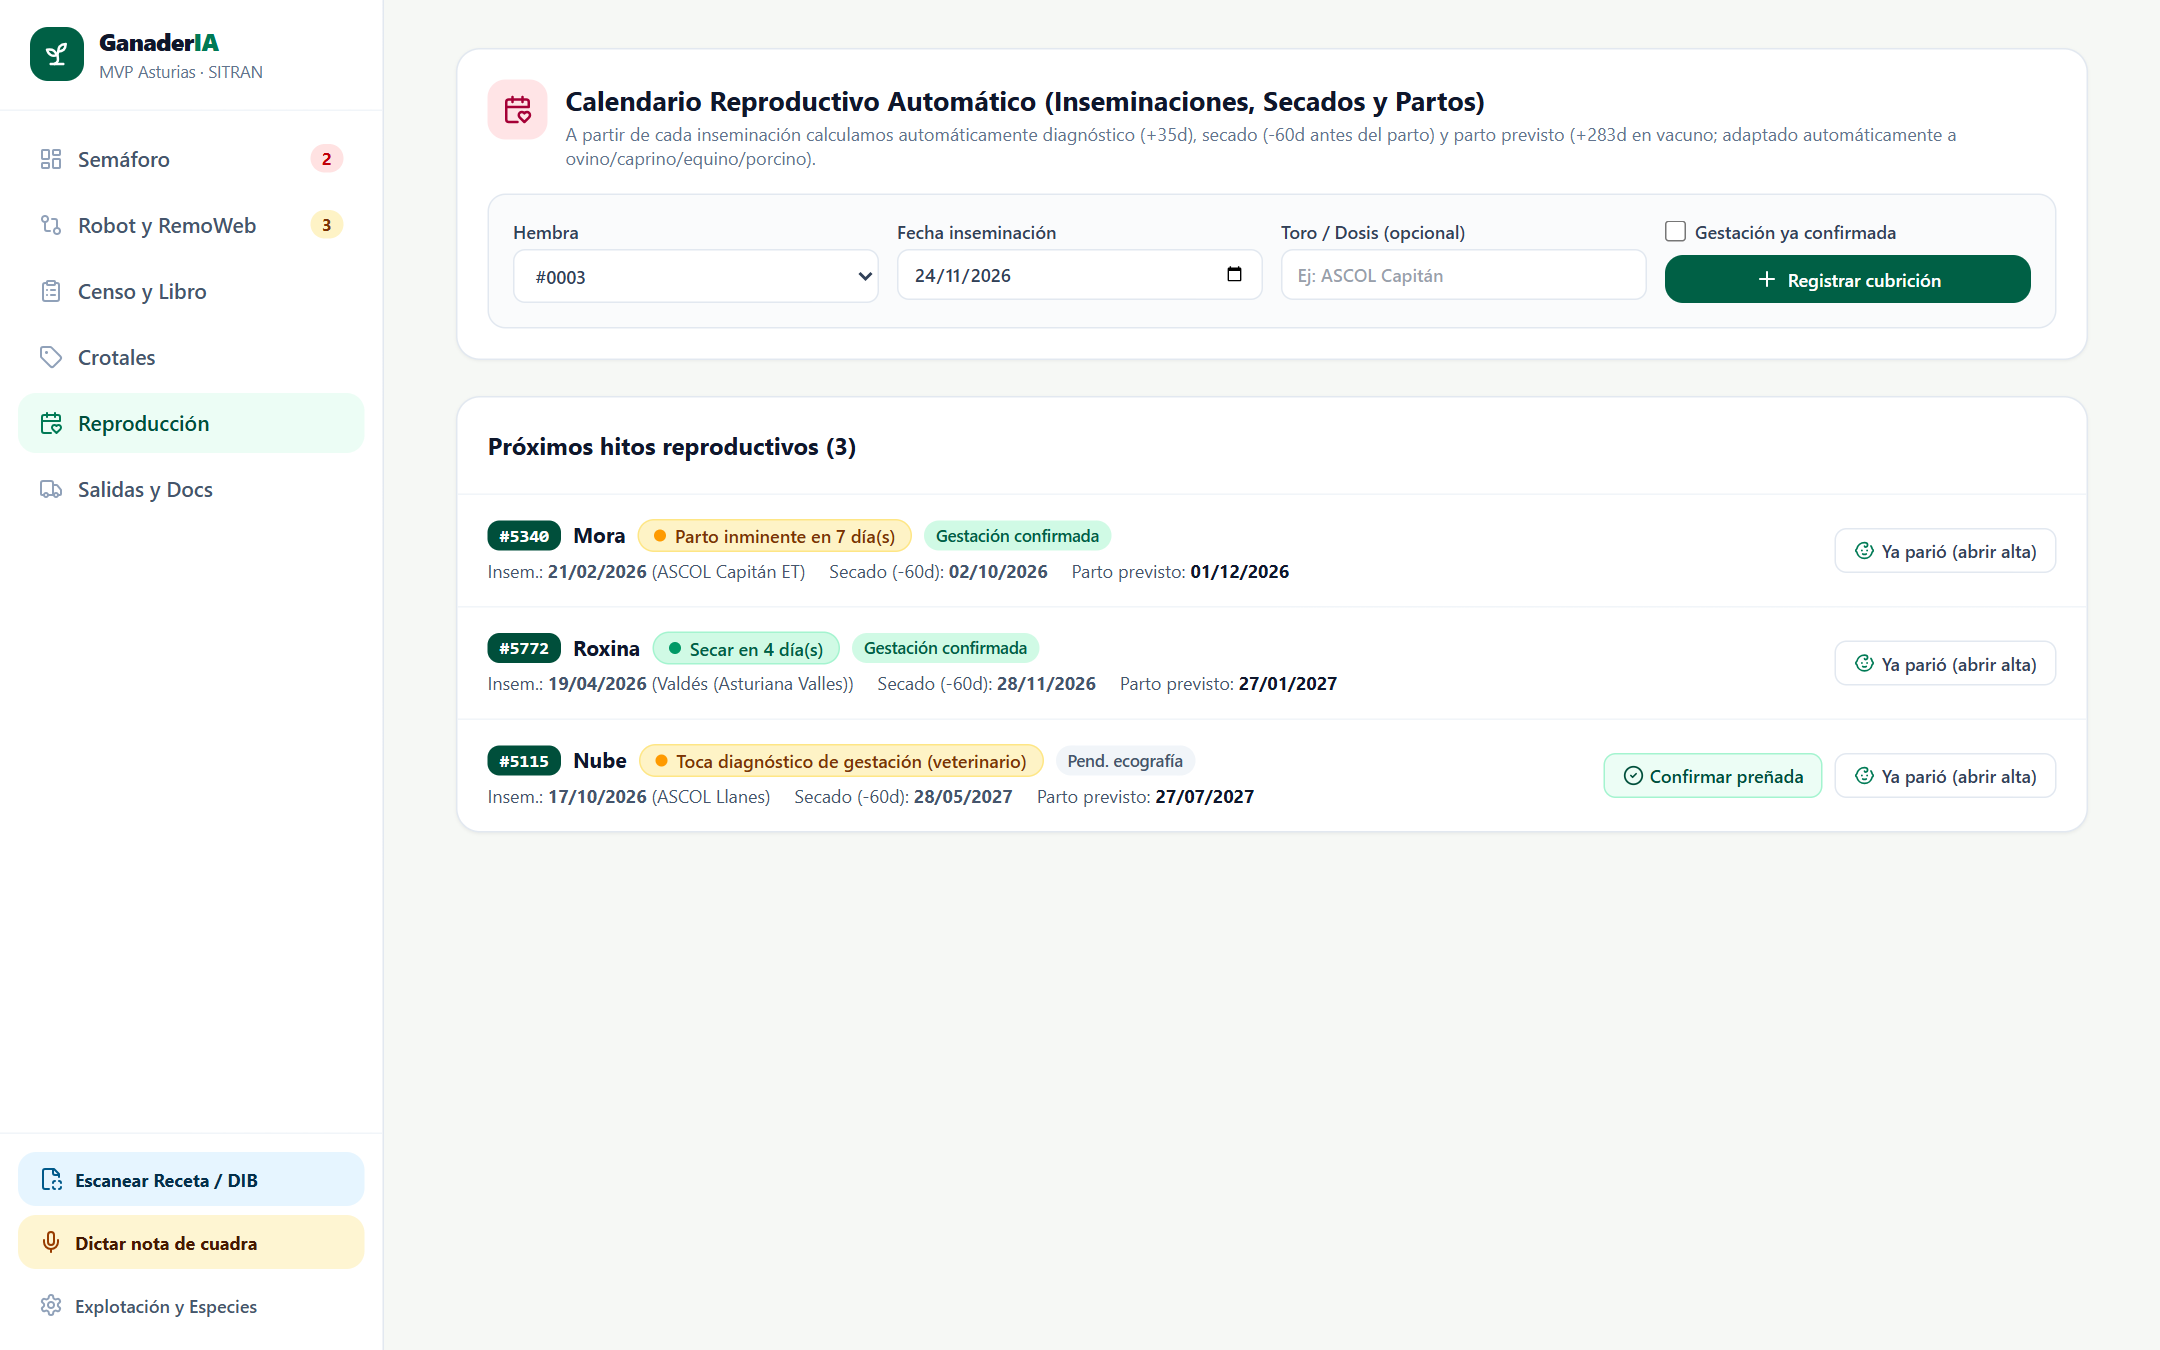 GanaderIA
MVP Asturias · SITRAN
Semáforo
2
Robot y RemoWeb
3
Censo y Libro
Crotales
Reproducción
Salidas y Docs
Escanear Receta / DIB
Dictar nota de cuadra
Explotación y Especies
Calendario Reproductivo Automático (Inseminaciones, Secados y Partos)
A partir de cada inseminación calculamos automáticamente diagnóstico (+35d), secado (-60d antes del parto) y parto previsto (+283d en vacuno; adaptado automáticamente a
ovino/caprino/equino/porcino).
Hembra
#0003
Fecha inseminación
24/11/2026
Toro / Dosis (opcional)
Ej: ASCOL Capitán
Gestación ya confirmada
Registrar cubrición
Próximos hitos reproductivos (3)
#5340 Mora Parto inminente en 7 día(s) Gestación confirmada
Insem.: 21/02/2026 (ASCOL Capitán ET) Secado (-60d): 02/10/2026 Parto previsto: 01/12/2026
Ya parió (abrir alta)
#5772 Roxina Secar en 4 día(s) Gestación confirmada
Insem.: 19/04/2026 (Valdés (Asturiana Valles)) Secado (-60d): 28/11/2026 Parto previsto: 27/01/2027
Ya parió (abrir alta)
#5115 Nube Toca diagnóstico de gestación (veterinario) Pend. ecografía
Insem.: 17/10/2026 (ASCOL Llanes) Secado (-60d): 28/05/2027 Parto previsto: 27/07/2027
Confirmar preñada
Ya parió (abrir alta)